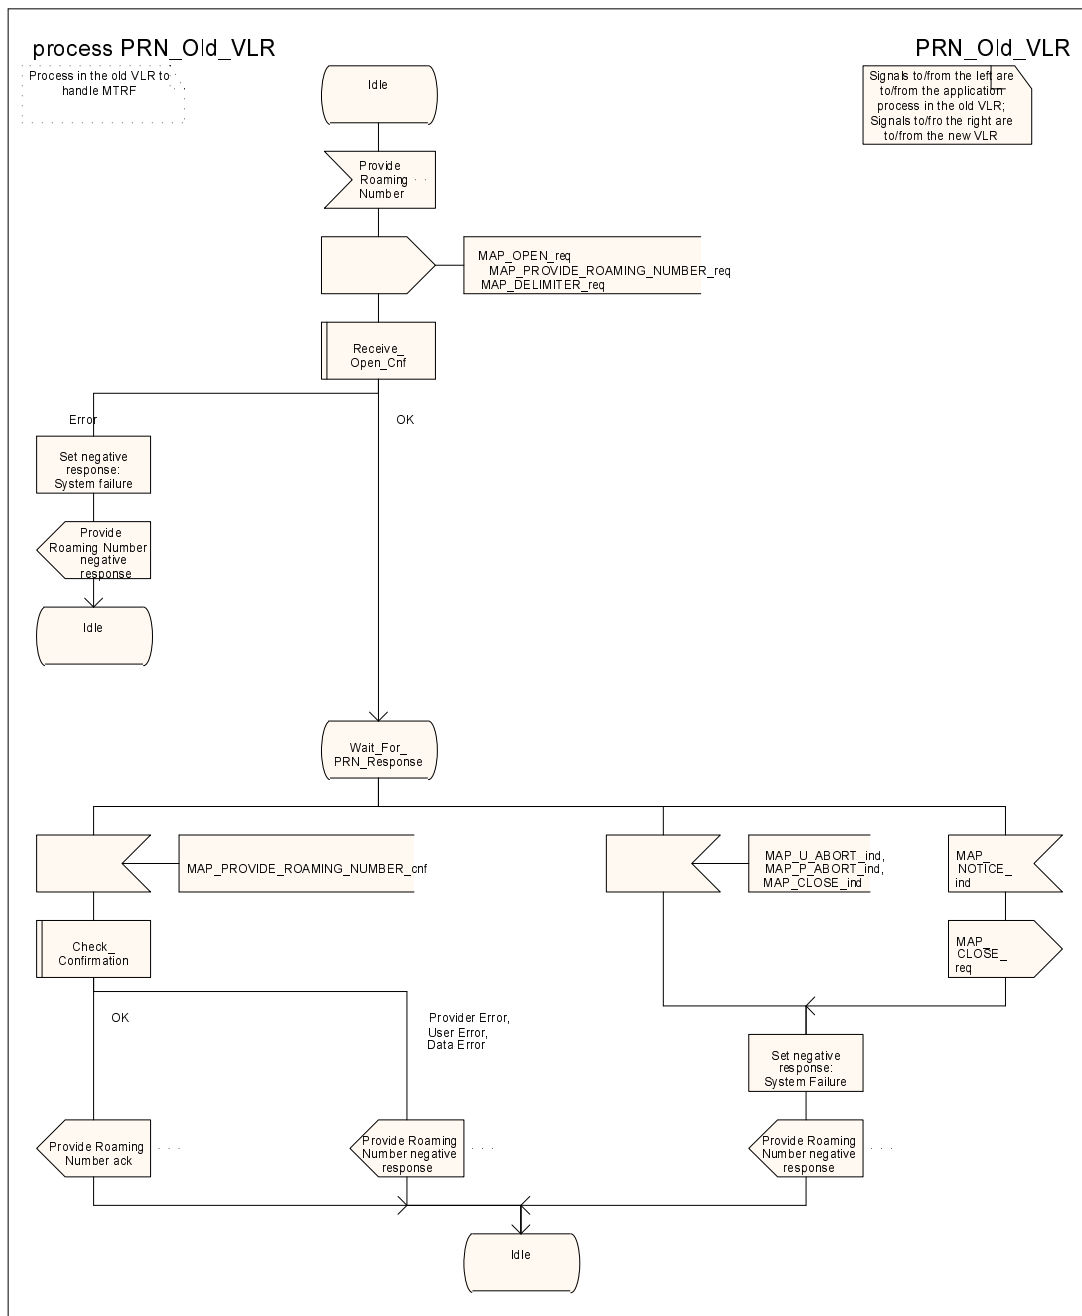 process PRN_Old_VLR
PRN_Old_VLR
Process in the old VLR to
handle MTRF
Signals to/from the left are
to/from the application
process in the old VLR;
Signals to/fro the right are
to/from the new VLR
Idle
Provide
Roaming
Number
MAP_OPEN_req
MAP_PROVIDE_ROAMING_NUMBER_req
MAP_DELIMITER_req
Receive_
Open_Cnf
Error
OK
Set negative
response:
System failure
Provide
Roaming Number
negative
response
Idle
Wait_For_
PRN_Response
MAP_PROVIDE_ROAMING_NUMBER_cnf
MAP_U_ABORT_ind,
MAP_P_ABORT_ind,
MAP_CLOSE_ind
MAP_
NOTICE_
ind
Check_
Confirmation
MAP_
CLOSE_
req
OK
Provider Error,
User Error,
Data Error
Set negative
response:
System Failure
Provide Roaming
Number ack
Provide Roaming
Number negative
response
Provide Roaming
Number negative
response
Idle